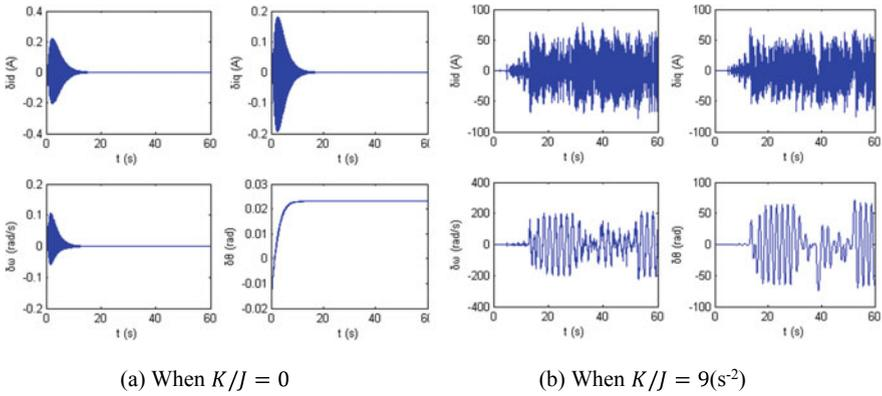 0.4
0.2
0
-0.2
-0.4
δid (A)
0 20 40 60
t (s)
0.2
0.1
0
-0.1
-0.2
δiq (A)
0 20 40 60
t (s)
100
50
0
-50
-100
δid (A)
0 20 40 60
t (s)
100
50
0
-50
-100
δiq (A)
0 20 40 60
t (s)
0.2
0.1
0
-0.1
-0.2
δω (rad/s)
0 20 40 60
t (s)
0.03
0.02
0.01
0
-0.01
-0.02
δθ (rad)
0 20 40
t (s)
400
200
0
-200
-400
δω (rad/s)
0 20 40 60
t (s)
100
50
0
-50
-100
δθ (rad)
0 20 40 60
t (s)
(a) When K/J = 0
(b) When K/J = 9(s⁻²)